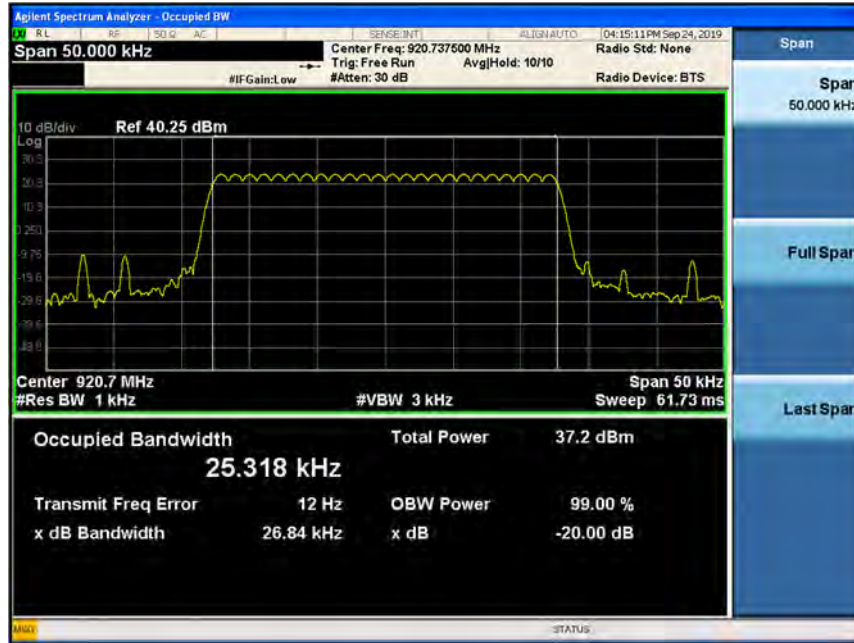 Agilent Spectrum Analyzer - Occupied BW
RL RF 50 Ω AC SENSE:INT ALIGN AUTO 04:15:11PM Sep 24, 2019
Span 50.000 kHz
Center Freq: 920.737500 MHz
Radio Std: None
Trig: Free Run Avg|Hold: 10/10
#IFGain:Low #Atten: 30 dB Radio Device: BTS
10 dB/div Ref 40.25 dBm
Log
30.3
20.3
10.3
0.250
-9.75
-19.8
-29.8
-39.8
-49.8
Center 920.7 MHz Span 50 kHz
#Res BW 1 kHz #VBW 3 kHz Sweep 61.73 ms
Occupied Bandwidth Total Power 37.2 dBm
25.318 kHz
Transmit Freq Error 12 Hz OBW Power 99.00 %
x dB Bandwidth 26.84 kHz x dB -20.00 dB
MSG STATUS
Span
Span
50.000 kHz
Full Span
Last Span